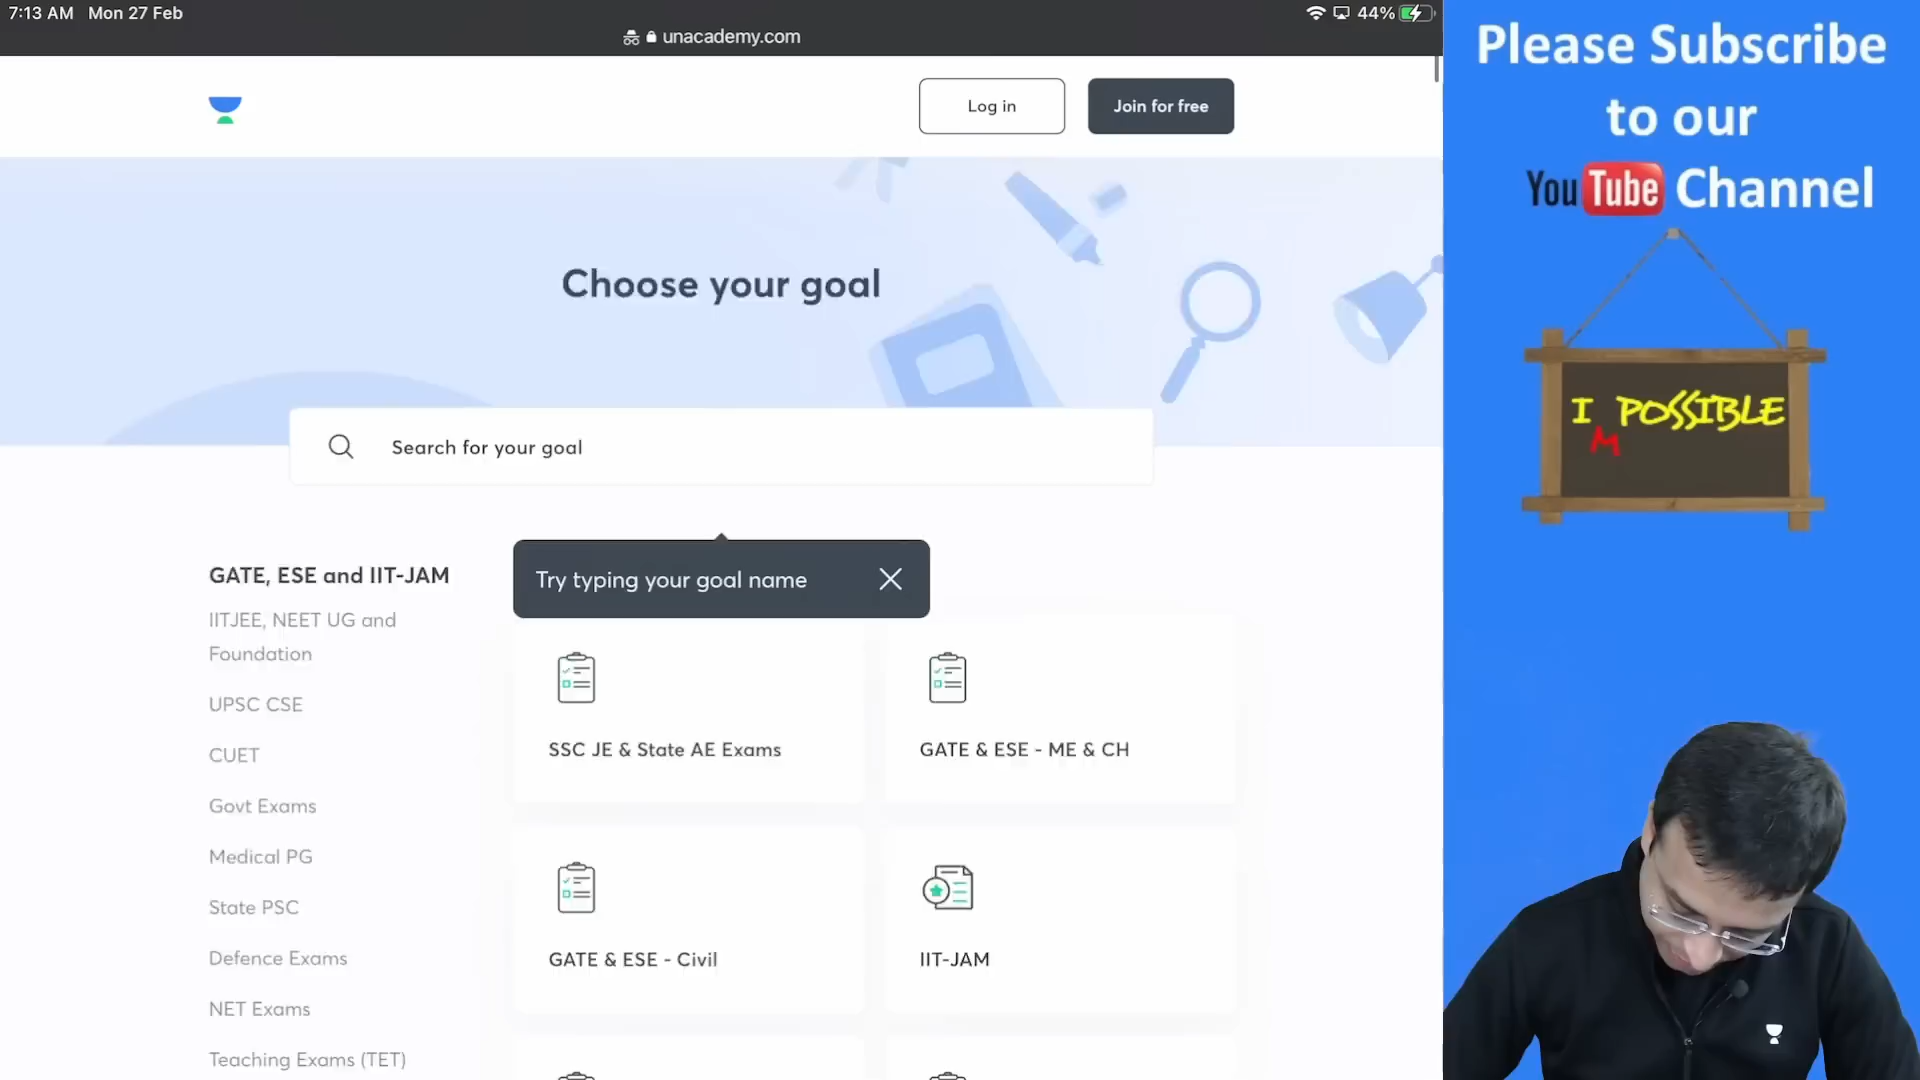 7:13 AM Mon 27 Feb
44%
unacademy.com
Log in
Join for free
Choose your goal
Search for your goal
Try typing your goal name
GATE, ESE and IIT-JAM
IITJEE, NEET UG and
Foundation
UPSC CSE
CUET
Govt Exams
Medical PG
State PSC
Defence Exams
NET Exams
Teaching Exams (TET)
SSC JE & State AE Exams
GATE & ESE - ME & CH
GATE & ESE - Civil
IIT-JAM
Please Subscribe
to our
YouTube Channel
I POSSIBLE
M